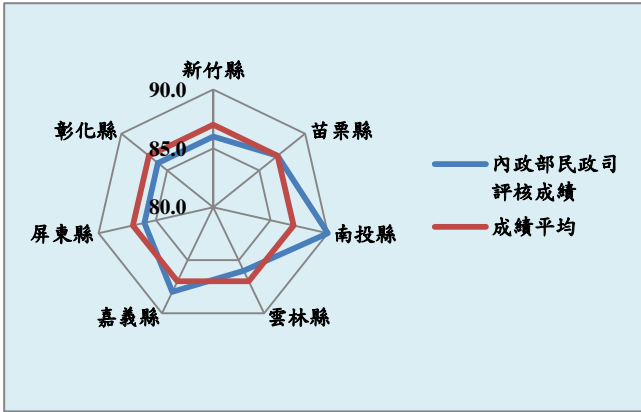 新竹縣
90.0
彰化縣
苗栗縣
85.0
80.0
內政部民政司
評核成績
成績平均
屏東縣
南投縣
嘉義縣
雲林縣